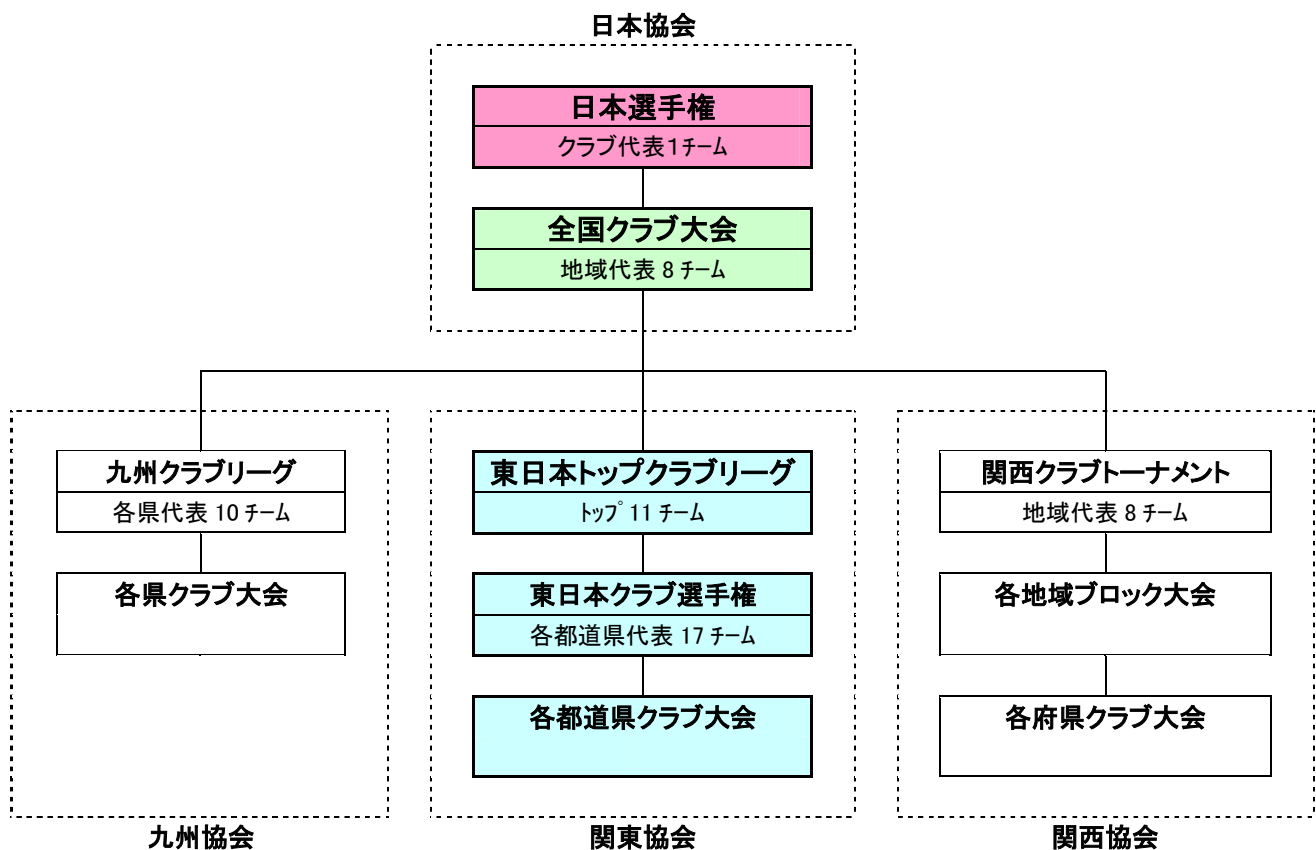 日本協会
日本選手権
クラブ代表1ﾁｰﾑ
全国クラブ大会
地域代表 8 ﾁｰﾑ
九州クラブリーグ
各県代表 10 ﾁｰﾑ
各県クラブ大会
九州協会
東日本トップクラブリーグ
ﾄｯﾌﾟ 11 ﾁｰﾑ
東日本クラブ選手権
各都道県代表 17 ﾁｰﾑ
各都道県クラブ大会
関東協会
関西クラブトーナメント
地域代表 8 ﾁｰﾑ
各地域ブロック大会
各府県クラブ大会
関西協会